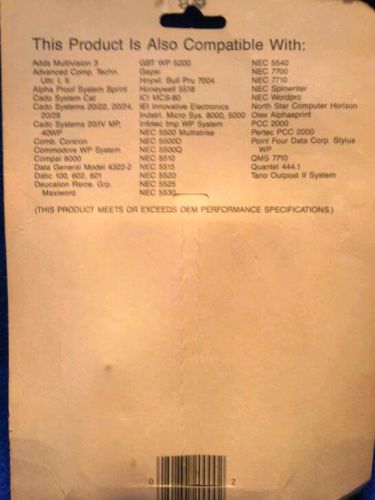 This Product Is Also Compatible With:
Adds Multivision 3
Advanced Comp. Techn.
Ultr. I, II
Alpha Proof System Sprint
Cado System Cat
Cado Systems 20/22, 20/24,
20/28
Cado Systems 20/IV MP,
40WP
Comb. Control
Commodore WP System
Compal 8000
Data General Model 4322-2
Datic 100, 602, 601
Deucalion Rsrce. Grp.
Maxiword
GBT WP 5200
Gepsi
Hnywl. Bull Pru 7004
Honeywell 5518
ICI MCS-80
IEI Innovative Electronics
Industri. Micro Sys. 8000, 5000
Infotec Imp WP System
NEC 5500 Multistrike
NEC 5500D
NEC 5500Q
NEC 5510
NEC 5515
NEC 5520
NEC 5525
NEC 5530
NEC 5540
NEC 7700
NEC 7710
NEC Spinwriter
NEC Wordpro
North Star Computer Horizon
Olex Alphasprint
PCC 2000
Pertec PCC 2000
Point Four Data Corp. Stylus
WP
QMS 7710
Quantel 444.1
Tano Outpost II System
(THIS PRODUCT MEETS OR EXCEEDS OEM PERFORMANCE SPECIFICATIONS.)
0 2